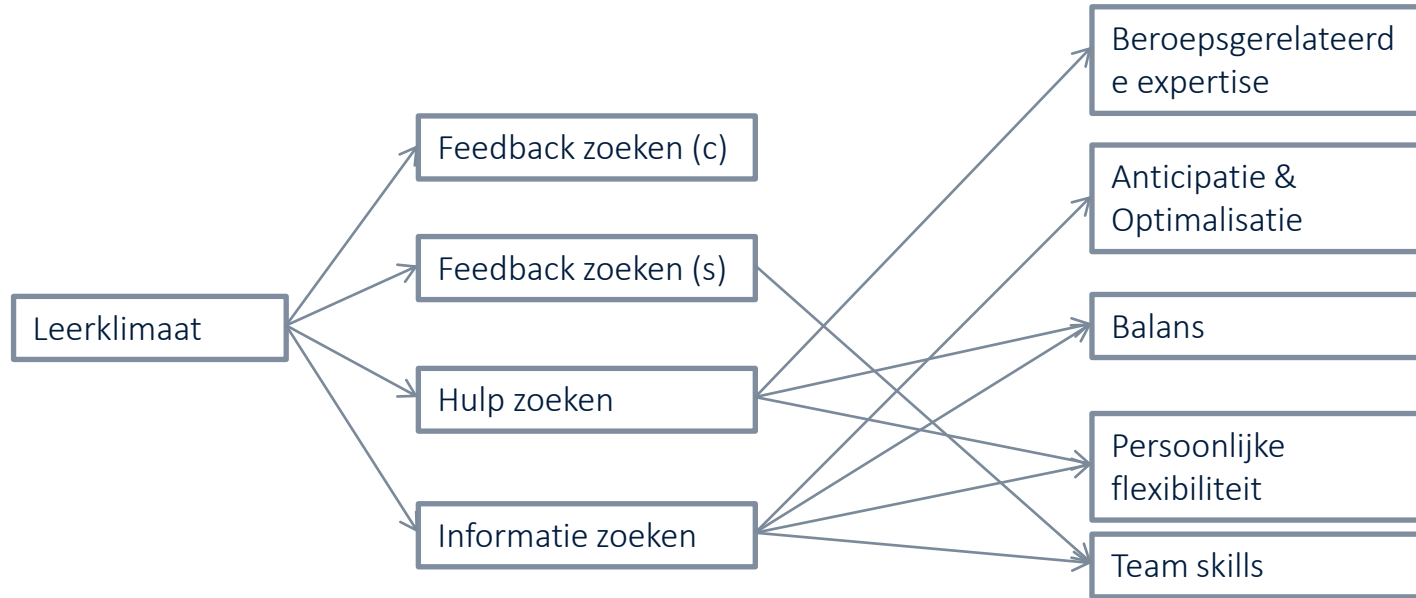 Leerklimaat
Feedback zoeken (c)
Feedback zoeken (s)
Hulp zoeken
Informatie zoeken
Beroepsgerelateerd
e expertise
Anticipatie &
Optimalisatie
Balans
Persoonlijke
flexibiliteit
Team skills